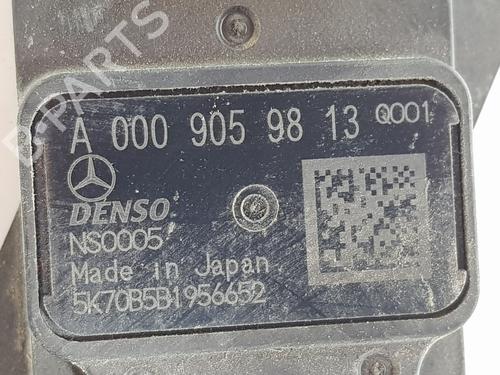 B-PARTS
A 000 905 98 13 Q001
DENSO
NS0005
Made in Japan
5K70B5B1956652